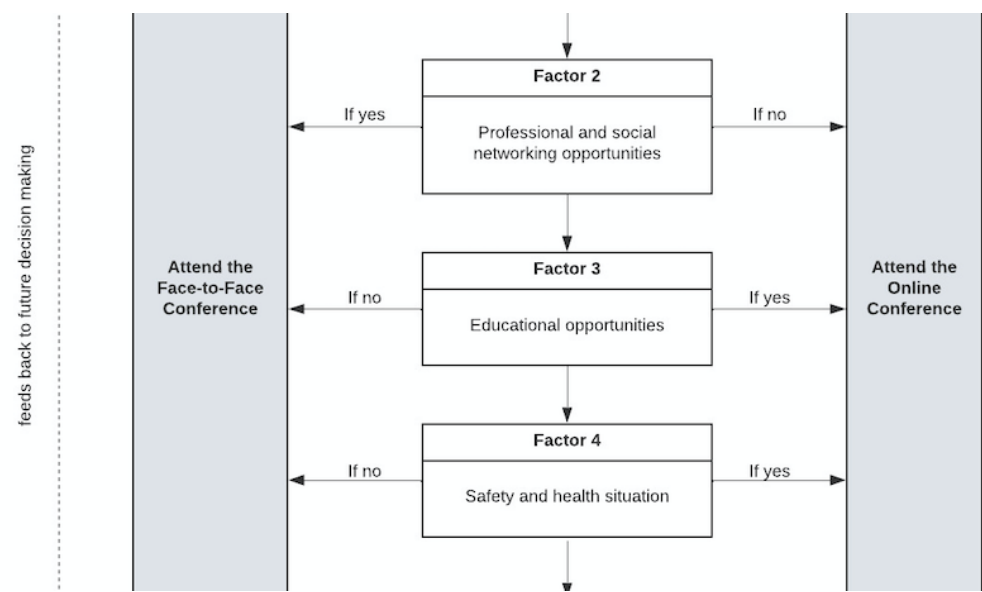 Factor 2
If yes
If no
Professional and social
networking opportunities
feeds back to future decision making
Attend the
Face-to-Face
Conference
Factor 3
If no
If yes
Educational opportunities
Attend the
Online
Conference
Factor 4
If no
If yes
Safety and health situation